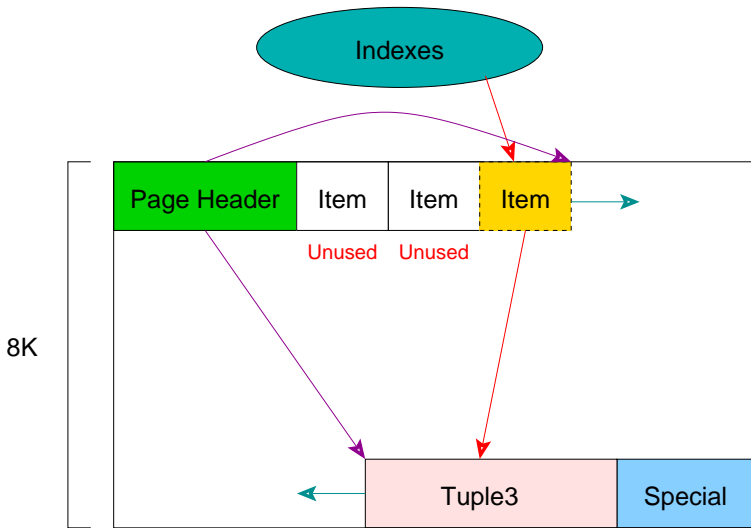 Indexes
Page Header Item Item Item
Unused Unused
8K
Tuple3 Special